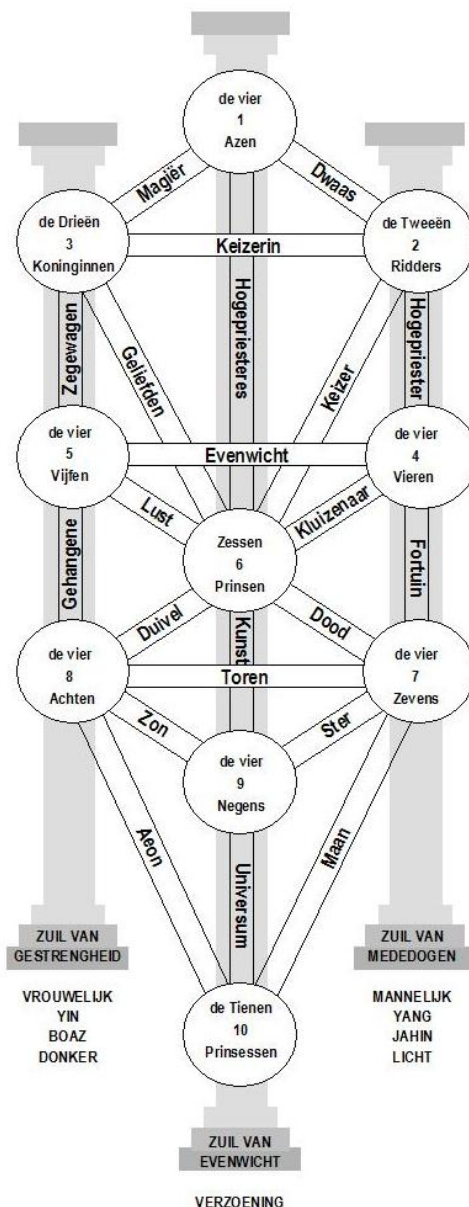 de vier
1
Azen
Magiër
Dwaas
de Drieën
3
Koninginnen
Keizerin
de Tweeën
2
Ridders
Zegewagen
Geliefden
Hogepriesteres
Keizer
Hogepriester
de vier
5
Vijfen
Evenwicht
de vier
4
Vieren
Lust
Kluizenaar
Zessen
6
Prinsen
Gehangene
Fortuin
Duivel
Kunst
Dood
de vier
8
Achten
Toren
de vier
7
Zevens
Zon
Ster
de vier
9
Negens
Aeon
Universum
Maan
ZUIL VAN
GESTRENGHEID
VROUWELIJK
YIN
BOAZ
DONKER
ZUIL VAN
MEDEDOGEN
MANNELIJK
YANG
JAHIN
LICHT
de Tienen
10
Prinsessen
ZUIL VAN
EVENWICHT
VERZOENING